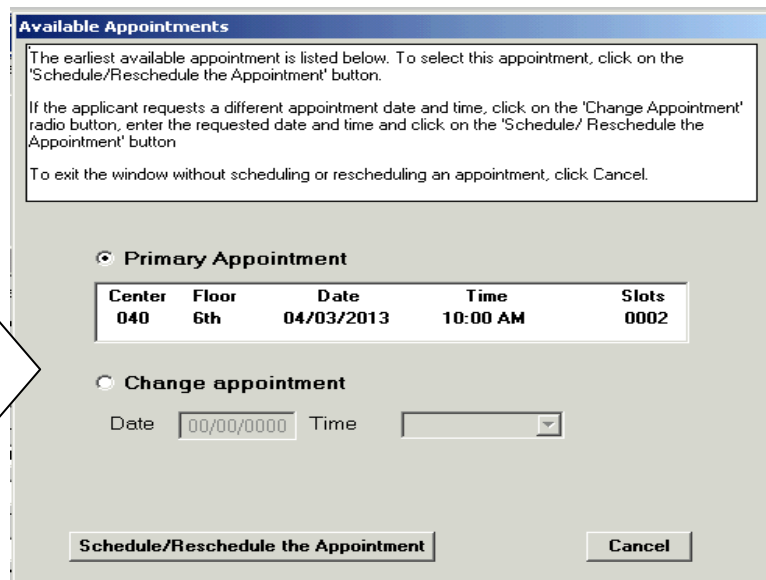 Available Appointments
The earliest available appointment is listed below. To select this appointment, click on the
'Schedule/Reschedule the Appointment' button.
If the applicant requests a different appointment date and time, click on the 'Change Appointment'
radio button, enter the requested date and time and click on the 'Schedule/ Reschedule the
Appointment' button
To exit the window without scheduling or rescheduling an appointment, click Cancel.
Primary Appointment
Center Floor Date Time Slots
040 6th 04/03/2013 10:00 AM 0002
Change appointment
Date 00/00/0000 Time
Schedule/Reschedule the Appointment Cancel